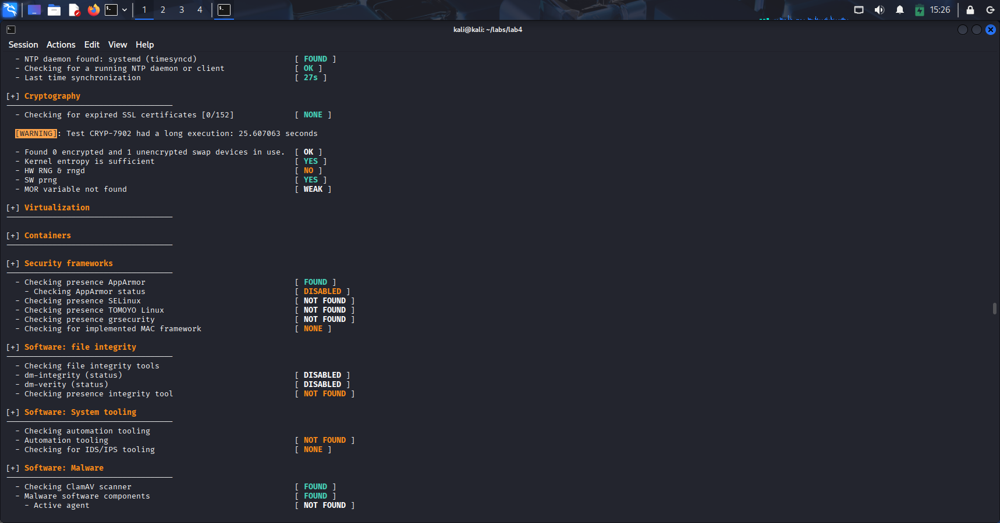 1 2 3 4 15:26
kali@kali: ~/labs/lab4
Session Actions Edit View Help
- NTP daemon found: systemd (timesyncd) [ FOUND ]
- Checking for a running NTP daemon or client [ OK ]
- Last time synchronization [ 27s ]
[+] Cryptography
- Checking for expired SSL certificates [0/152] [ NONE ]
[WARNING]: Test CRYP-7902 had a long execution: 25.607063 seconds
- Found 0 encrypted and 1 unencrypted swap devices in use. [ OK ]
- Kernel entropy is sufficient [ YES ]
- HW RNG & rngd [ NO ]
- SW prng [ YES ]
- MOR variable not found [ WEAK ]
[+] Virtualization
[+] Containers
[+] Security frameworks
- Checking presence AppArmor [ FOUND ]
- Checking AppArmor status [ DISABLED ]
- Checking presence SELinux [ NOT FOUND ]
- Checking presence TOMOYO Linux [ NOT FOUND ]
- Checking presence grsecurity [ NOT FOUND ]
- Checking for implemented MAC framework [ NONE ]
[+] Software: file integrity
- Checking file integrity tools
- dm-integrity (status) [ DISABLED ]
- dm-verity (status) [ DISABLED ]
- Checking presence integrity tool [ NOT FOUND ]
[+] Software: System tooling
- Checking automation tooling
- Automation tooling [ NOT FOUND ]
- Checking for IDS/IPS tooling [ NONE ]
[+] Software: Malware
- Checking ClamAV scanner [ FOUND ]
- Malware software components [ FOUND ]
- Active agent [ NOT FOUND ]